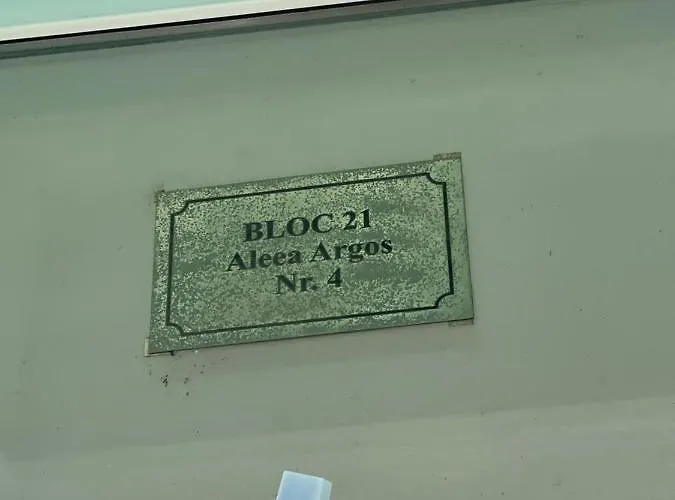 BLOC 21
Aleea Argos
Nr. 4